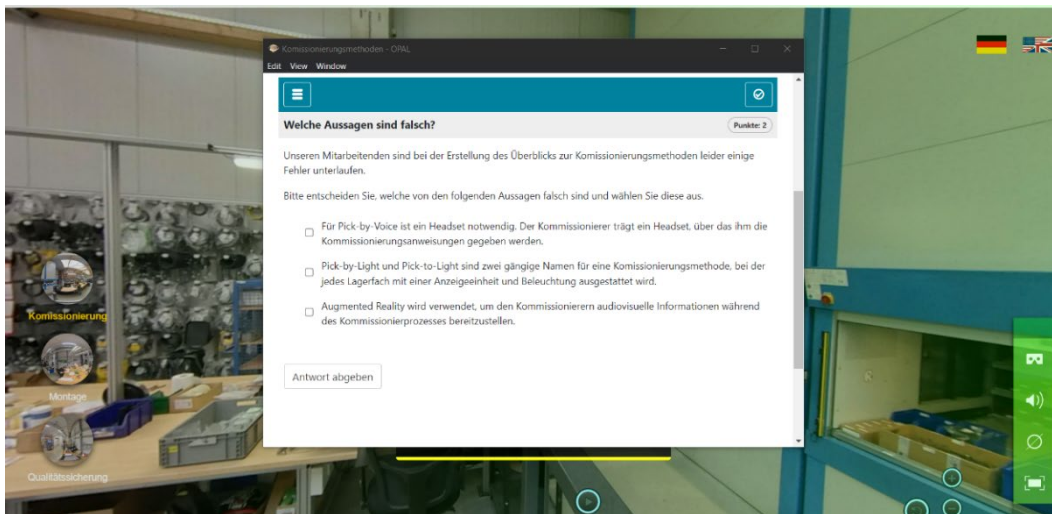 Komissionierungsmethoden - OPAL
Edit View Window
Welche Aussagen sind falsch?
Punkte: 2
Unseren Mitarbeitenden sind bei der Erstellung des Überblicks zur Komissionierungsmethoden leider einige
Fehler unterlaufen.
Bitte entscheiden Sie, welche von den folgenden Aussagen falsch sind und wählen Sie diese aus.
Für Pick-by-Voice ist ein Headset notwendig. Der Kommissionierer trägt ein Headset, über das ihm die
Kommissionierungsanweisungen gegeben werden.
Pick-by-Light und Pick-to-Light sind zwei gängige Namen für eine Komissionierungsmethode, bei der
jedes Lagerfach mit einer Anzeigeeinheit und Beleuchtung ausgestattet wird.
Augmented Reality wird verwendet, um den Kommissionierern audiovisuelle Informationen während
des Kommissionierprozesses bereitzustellen.
Antwort abgeben
Komissionierung
Montage
Qualitätssicherung